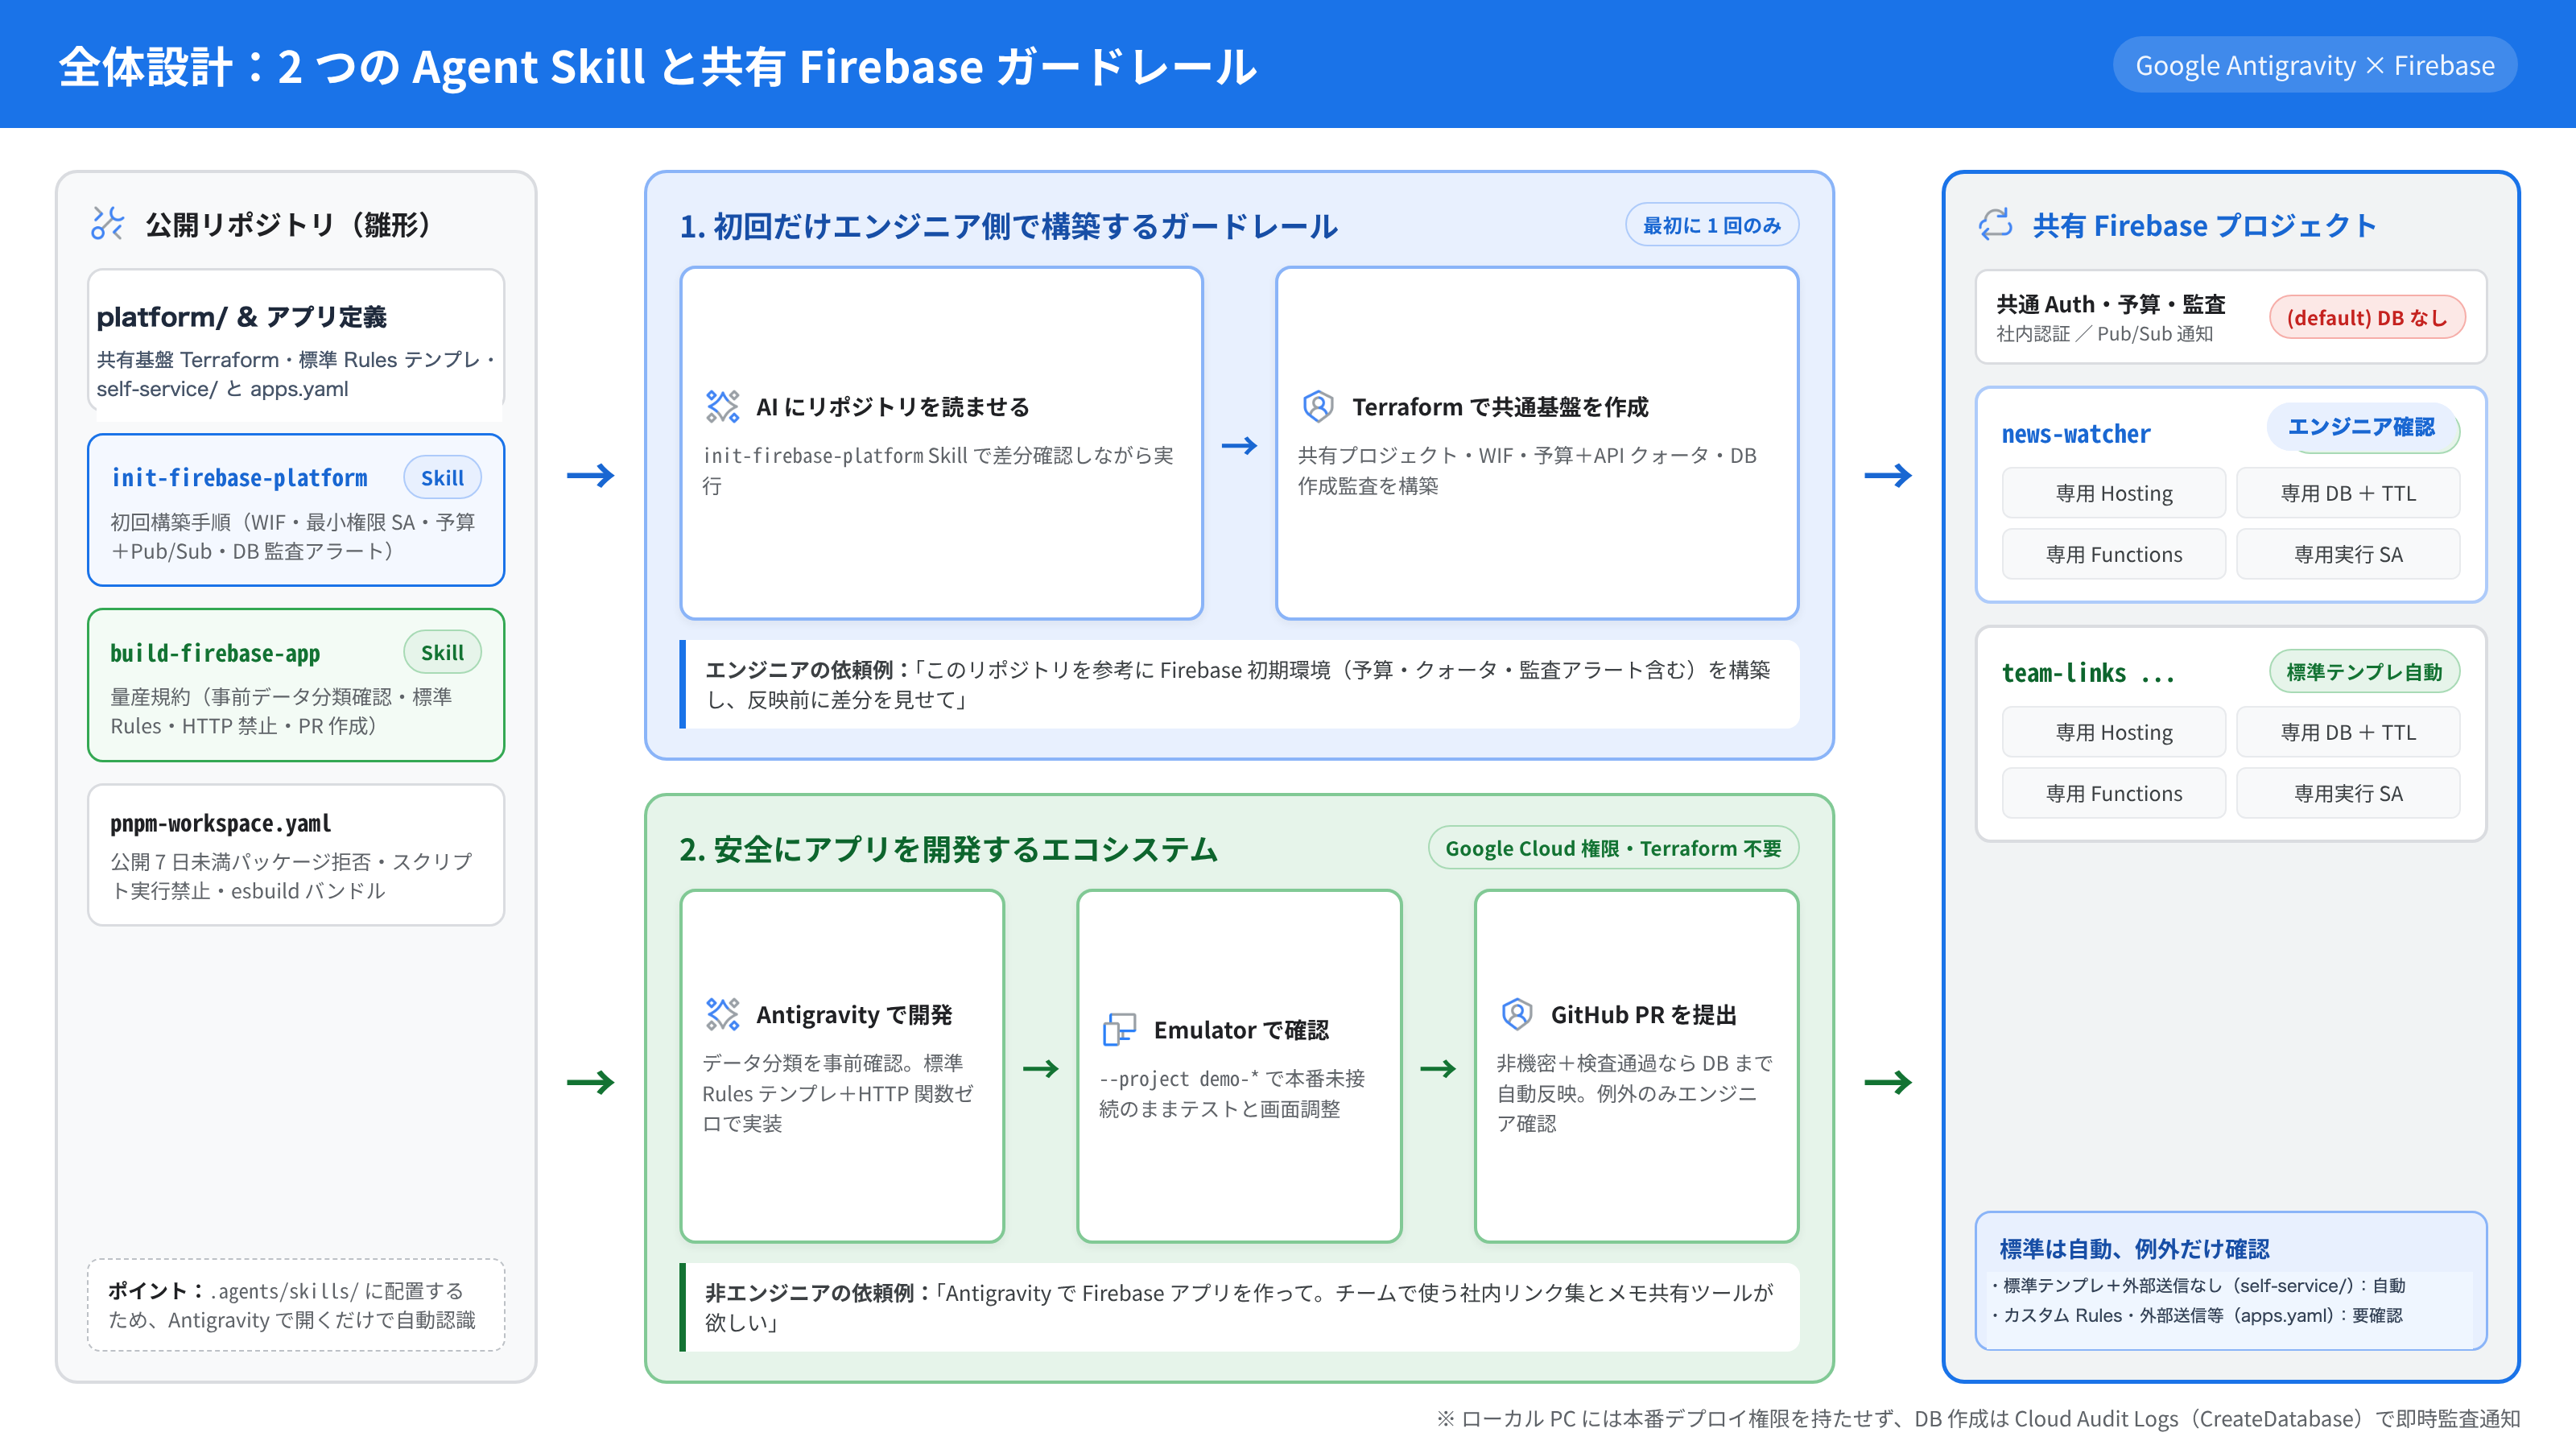 全体設計：2 つの Agent Skill と共有 Firebase ガードレール
Google Antigravity × Firebase
公開リポジトリ（雛形）
platform/ & アプリ定義
共有基盤 Terraform・標準 Rules テンプレ・
self-service/ と apps.yaml
init-firebase-platform
Skill
初回構築手順（WIF・最小権限 SA・予算
＋Pub/Sub・DB 監査アラート）
build-firebase-app
Skill
量産規約（事前データ分類確認・標準
Rules・HTTP 禁止・PR 作成）
pnpm-workspace.yaml
公開 7 日未満パッケージ拒否・スクリプ
ト実行禁止・esbuild バンドル
ポイント：.agents/skills/ に配置する
ため、Antigravity で開くだけで自動認識
→
→
1. 初回だけエンジニア側で構築するガードレール
最初に 1 回のみ
AI にリポジトリを読ませる
init-firebase-platform Skill で差分確認しながら実
行
→
Terraform で共通基盤を作成
共有プロジェクト・WIF・予算＋API クォータ・DB
作成監査を構築
エンジニアの依頼例：「このリポジトリを参考に Firebase 初期環境（予算・クォータ・監査アラート含む）を構築
し、反映前に差分を見せて」
2. 安全にアプリを開発するエコシステム
Google Cloud 権限・Terraform 不要
Antigravity で開発
データ分類を事前確認。標準
Rules テンプレ＋HTTP 関数ゼ
ロで実装
→
Emulator で確認
--project demo-* で本番未接
続のままテストと画面調整
→
GitHub PR を提出
非機密＋検査通過なら DB まで
自動反映。例外のみエンジニ
ア確認
非エンジニアの依頼例：「Antigravity で Firebase アプリを作って。チームで使う社内リンク集とメモ共有ツールが
欲しい」
→
→
共有 Firebase プロジェクト
共通 Auth・予算・監査
社内認証 ／ Pub/Sub 通知
(default) DB なし
news-watcher
エンジニア確認
専用 Hosting
専用 DB ＋ TTL
専用 Functions
専用実行 SA
team-links ...
標準テンプレ自動
専用 Hosting
専用 DB ＋ TTL
専用 Functions
専用実行 SA
標準は自動、例外だけ確認
・標準テンプレ＋外部送信なし（self-service/）：自動
・カスタム Rules・外部送信等（apps.yaml）：要確認
※ ローカル PC には本番デプロイ権限を持たせず、DB 作成は Cloud Audit Logs（CreateDatabase）で即時監査通知